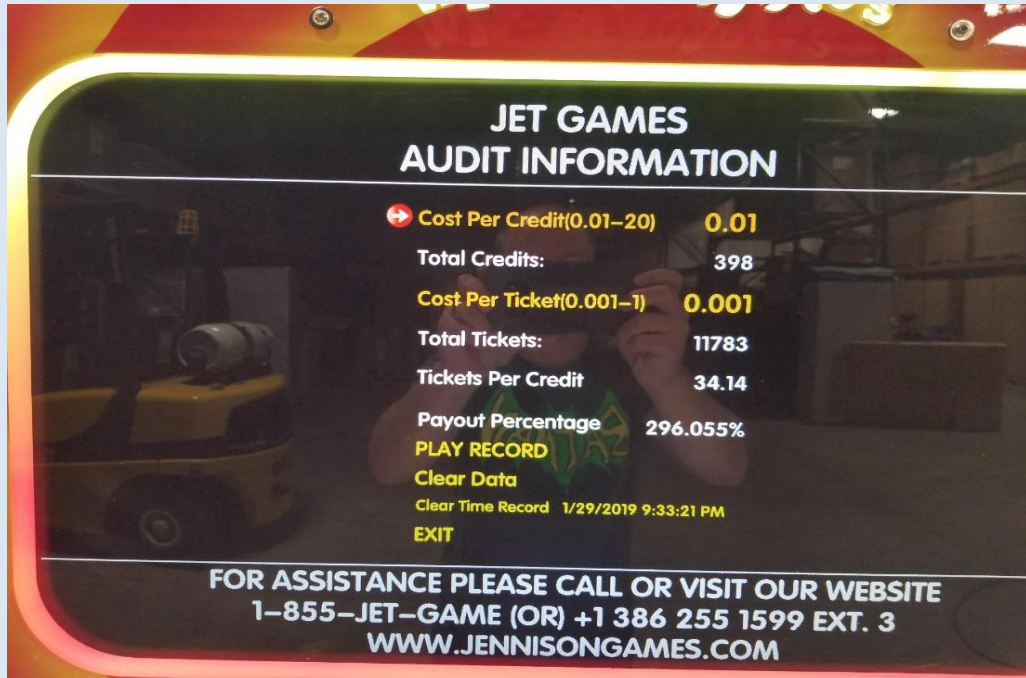 JET GAMES
AUDIT INFORMATION
Cost Per Credit(0.01–20) 0.01
Total Credits: 398
Cost Per Ticket(0.001–1) 0.001
Total Tickets: 11783
Tickets Per Credit 34.14
Payout Percentage 296.055%
PLAY RECORD
Clear Data
Clear Time Record 1/29/2019 9:33:21 PM
EXIT
FOR ASSISTANCE PLEASE CALL OR VISIT OUR WEBSITE
1–855–JET–GAME (OR) +1 386 255 1599 EXT. 3
WWW.JENNISONGAMES.COM